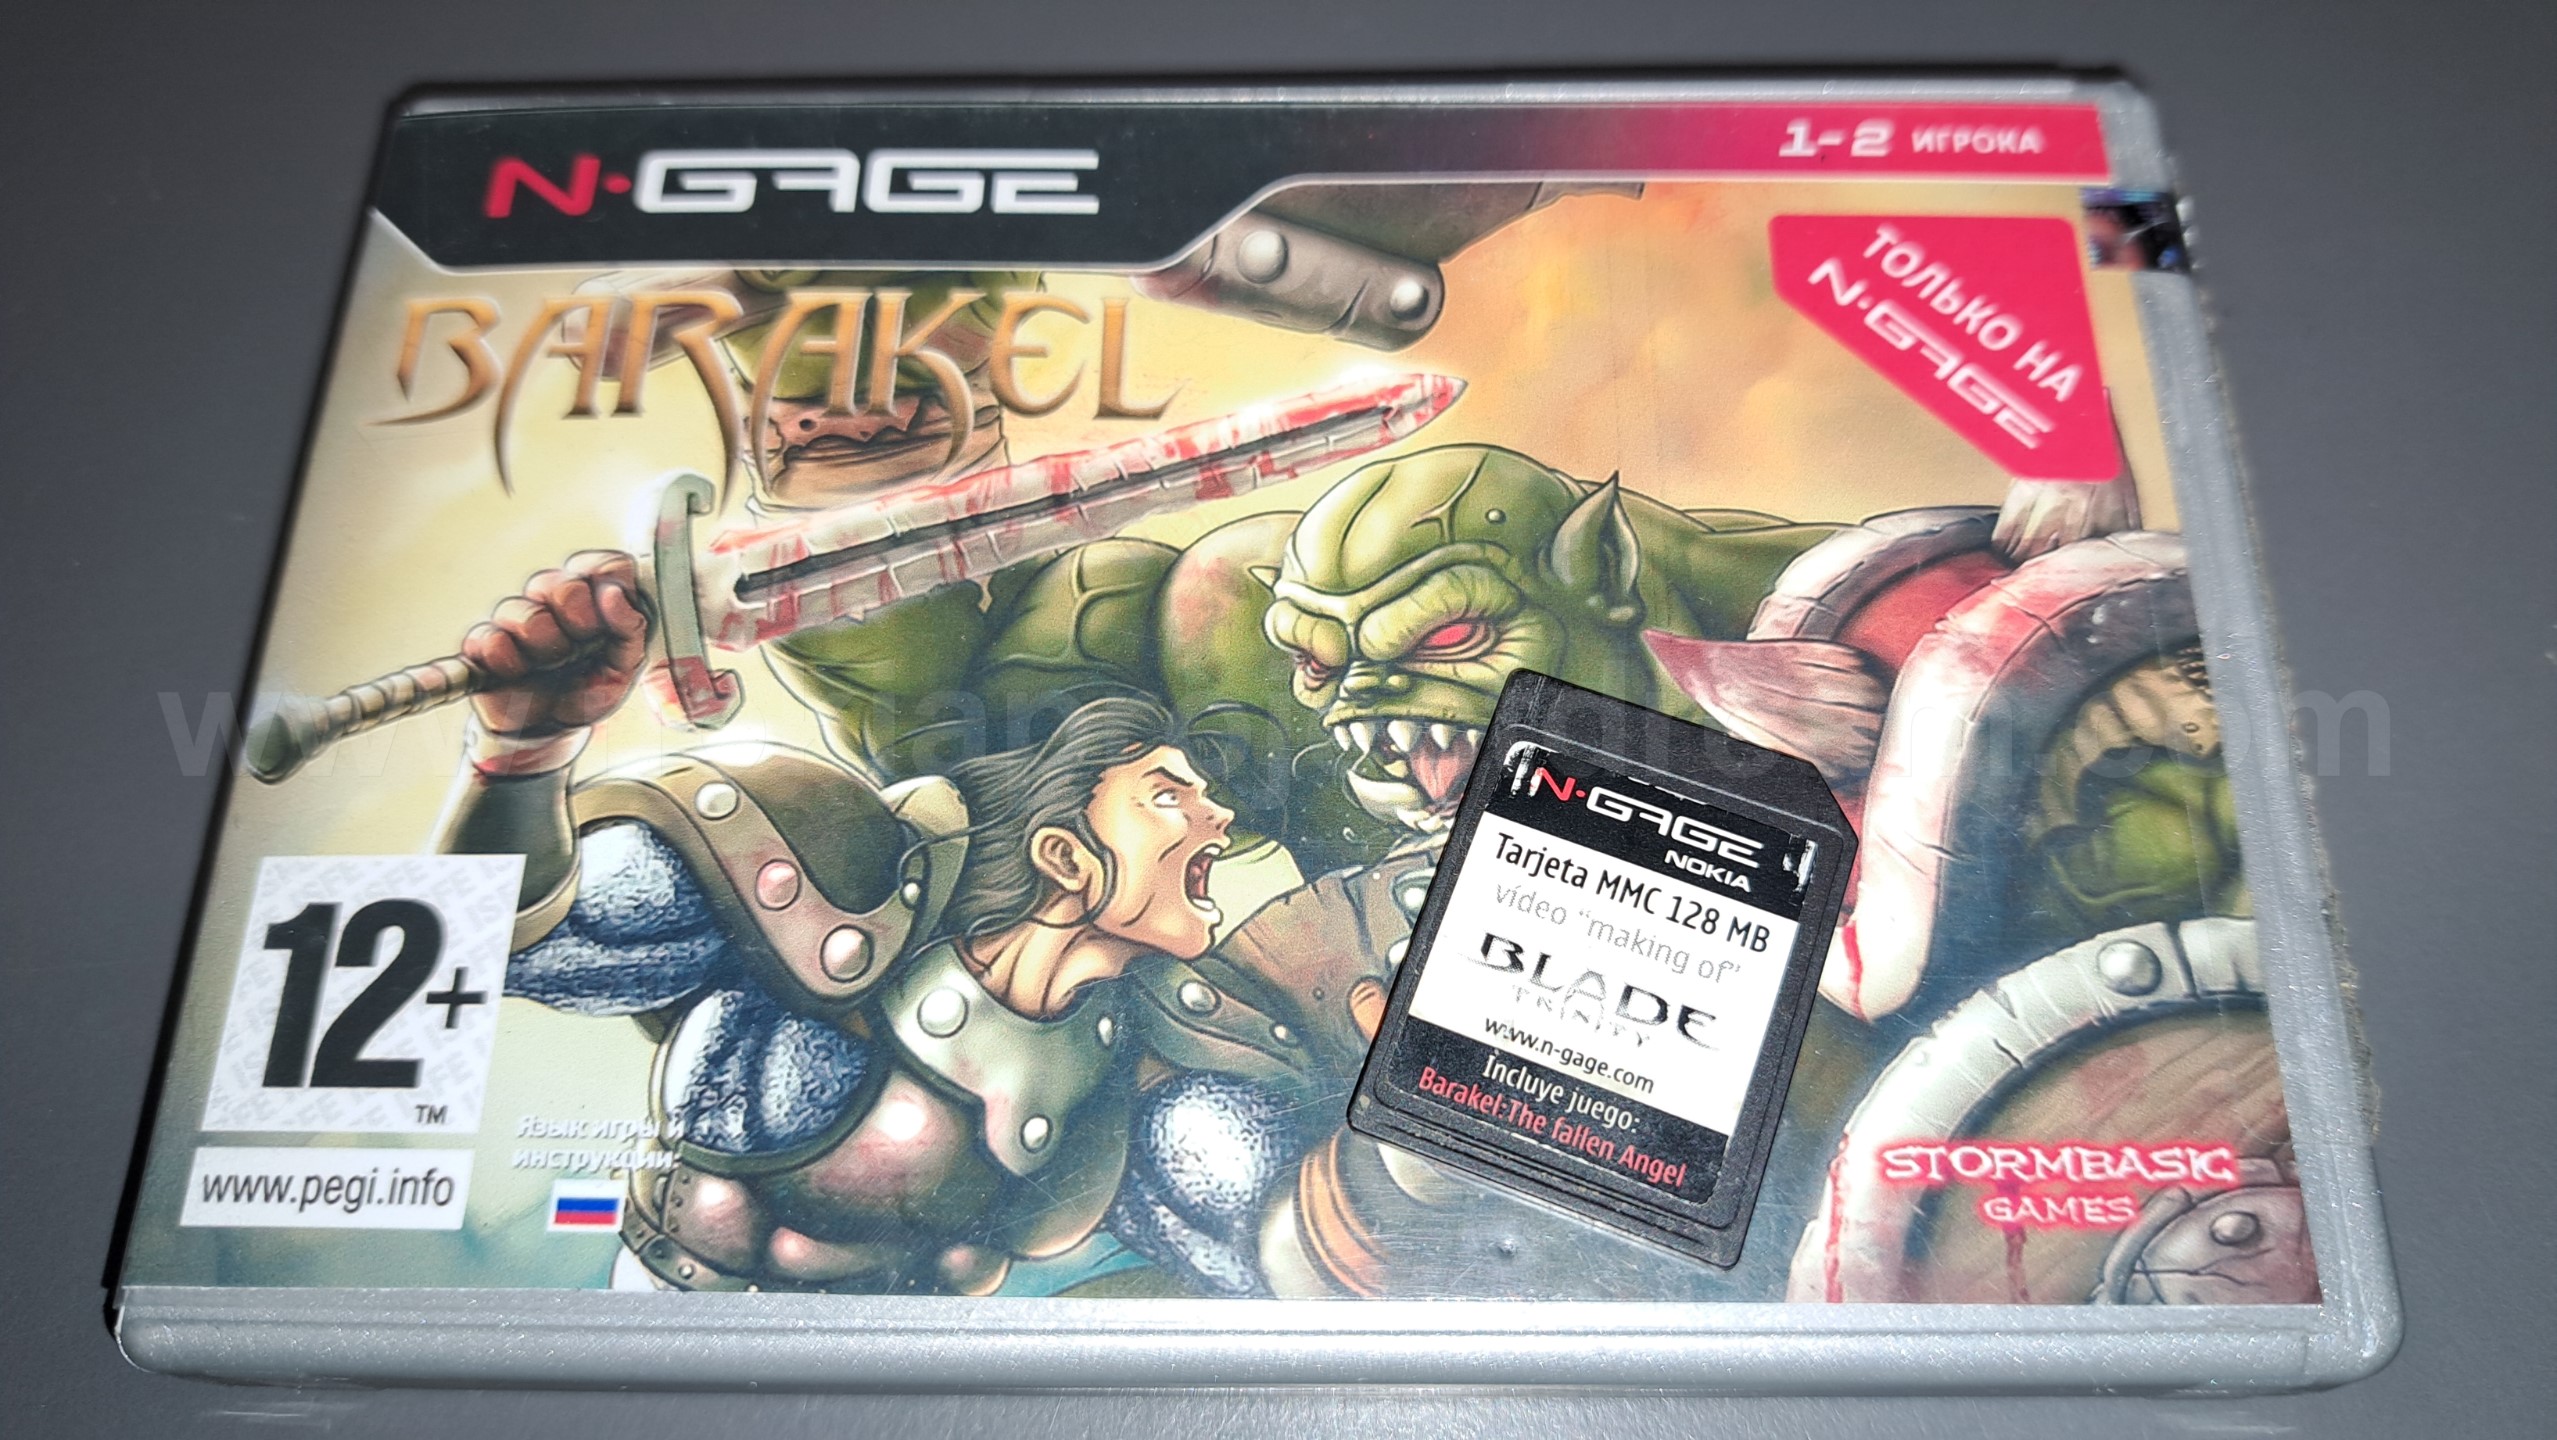 N·GAGE
1-2 ИГРОКА
ТОЛЬКО НА
N·GAGE
BARAKEL
N·GAGE
NOKIA
Tarjeta MMC 128 MB
vídeo "making of"
BLADE
TRINITY
www.n-gage.com
Incluye juego:
Barakel:The fallen Angel
12+
TM
www.pegi.info
Язык игры и
инструкции:
STORMBASIC
GAMES